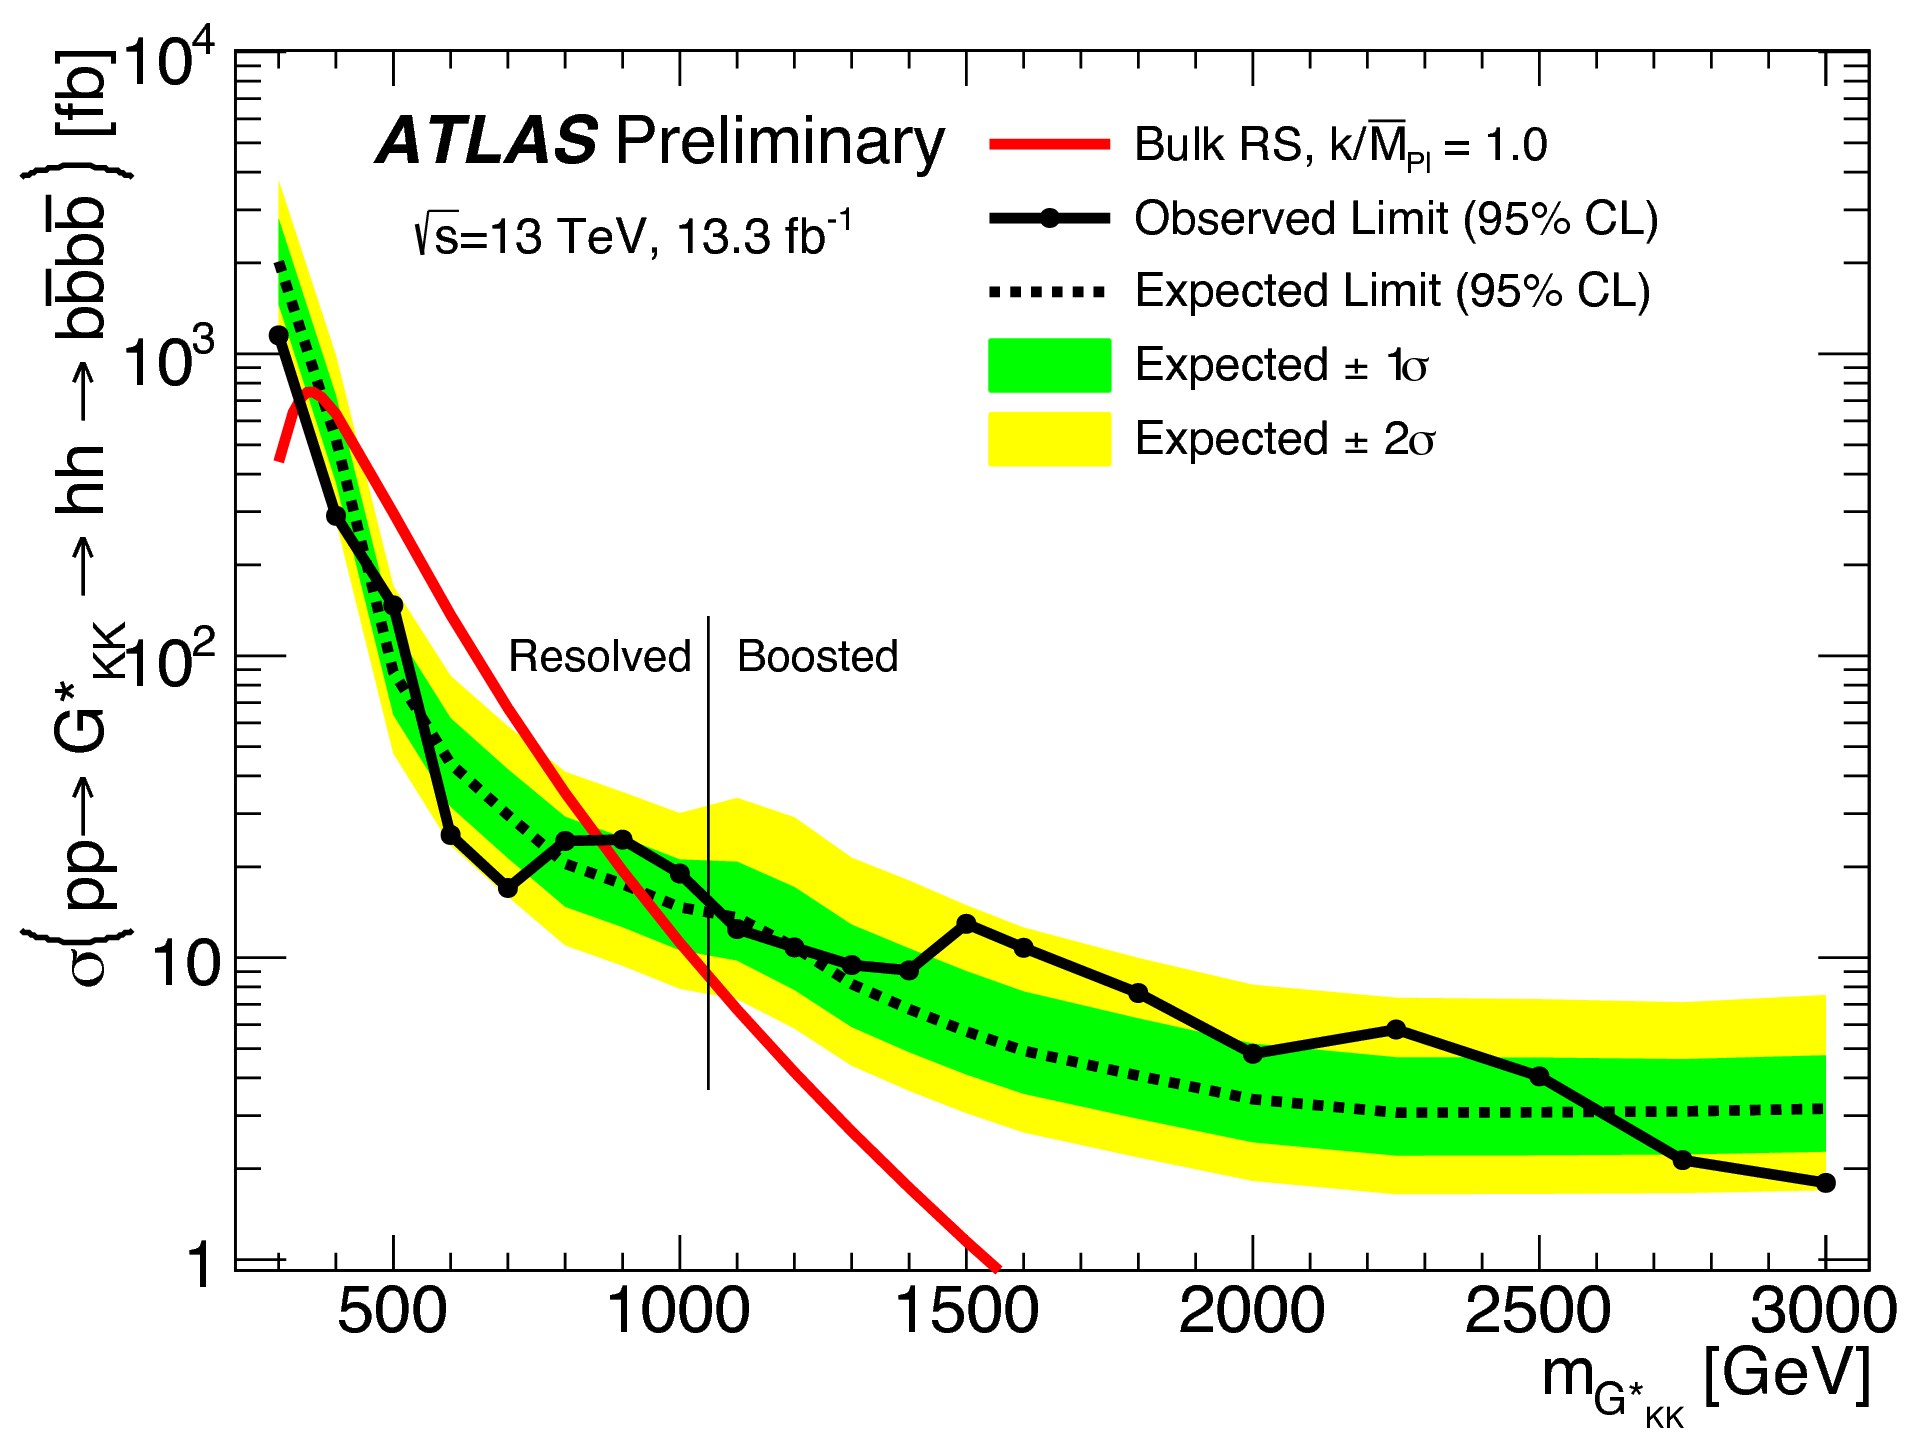 10⁴
10³
10²
10
1
σ( pp→ G*KK → hh → bb̅bb̅ ) [fb]
ATLAS Preliminary
√s=13 TeV, 13.3 fb⁻¹
Bulk RS, k/M̅Pl = 1.0
Observed Limit (95% CL)
Expected Limit (95% CL)
Expected ± 1σ
Expected ± 2σ
Resolved
Boosted
500 1000 1500 2000 2500 3000
mG*KK [GeV]